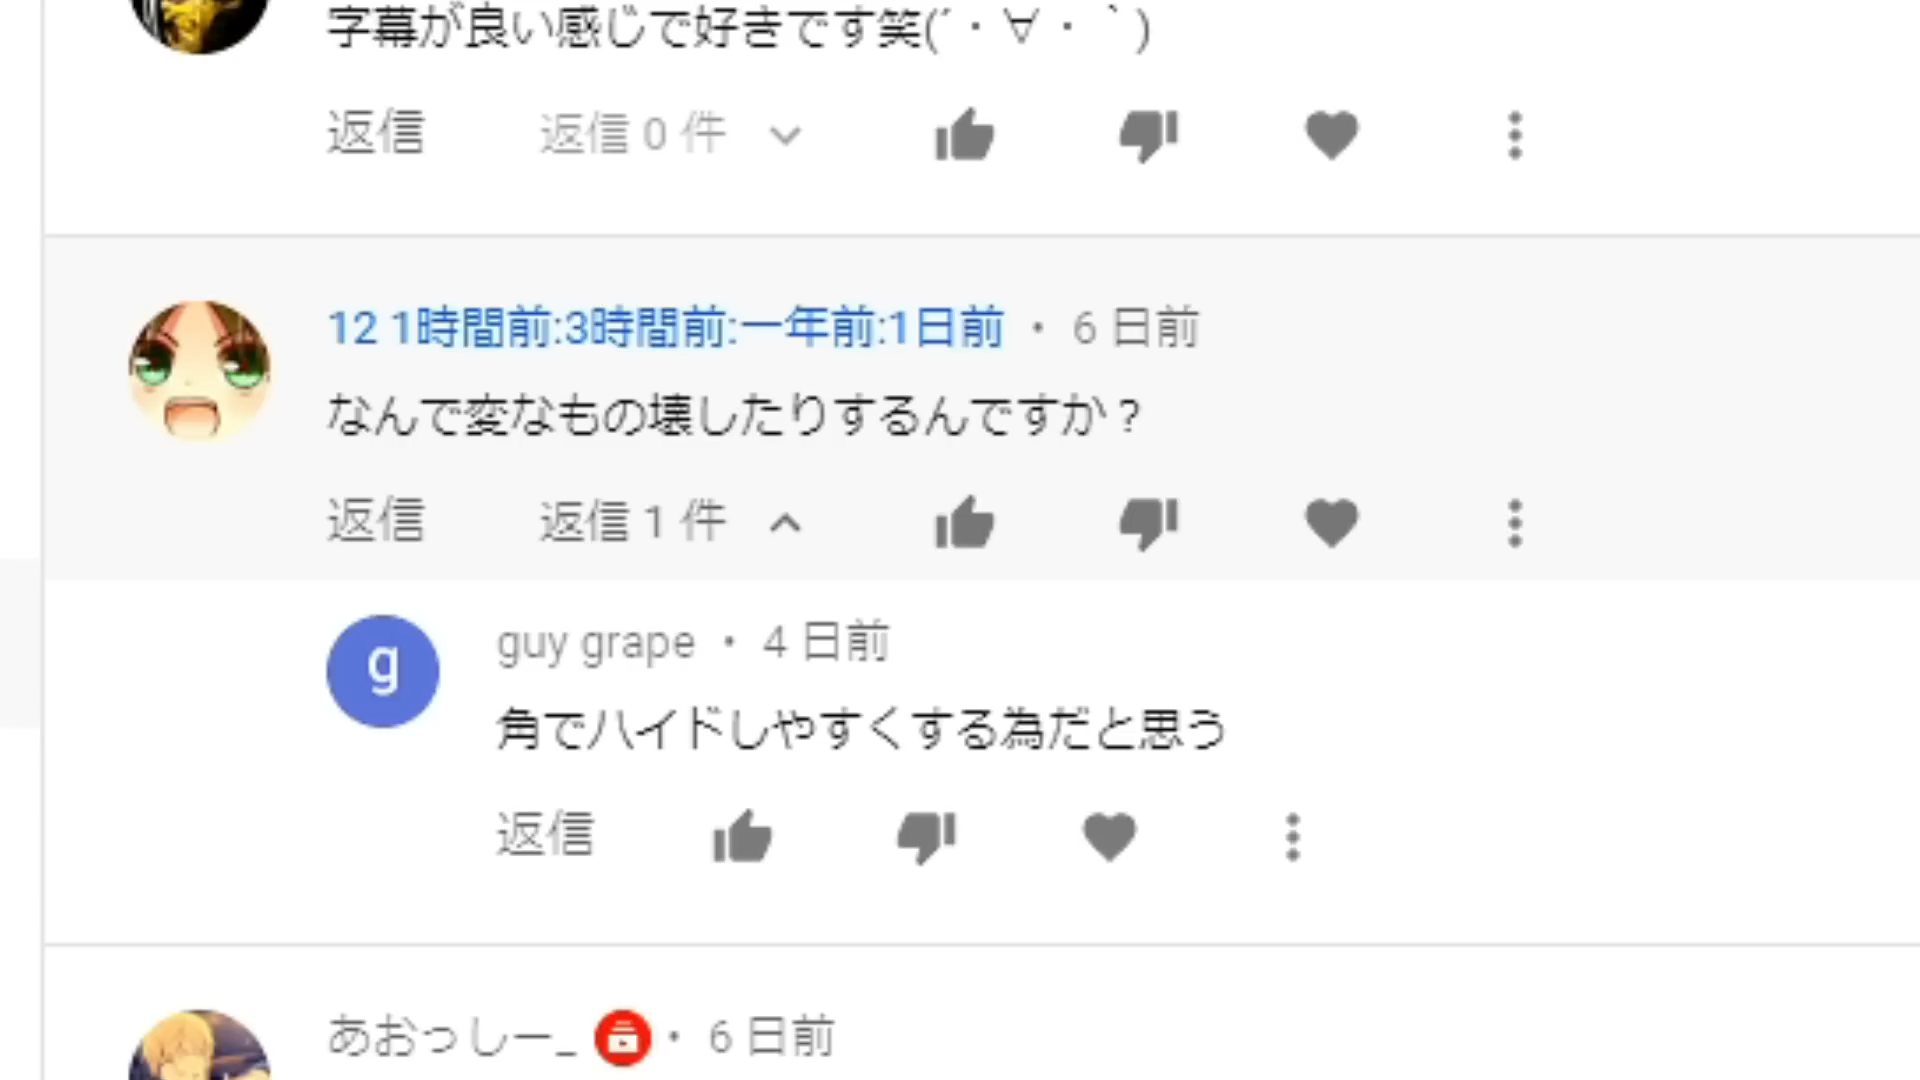 字幕が良い感じで好きです笑(´・∀・｀)
返信 返信 0 件
12 1時間前:3時間前:一年前:1日前 • 6 日前
なんで変なもの壊したりするんですか？
返信 返信 1 件
g
guy grape • 4 日前
角でハイドしやすくする為だと思う
返信
あおっしー_ • 6 日前